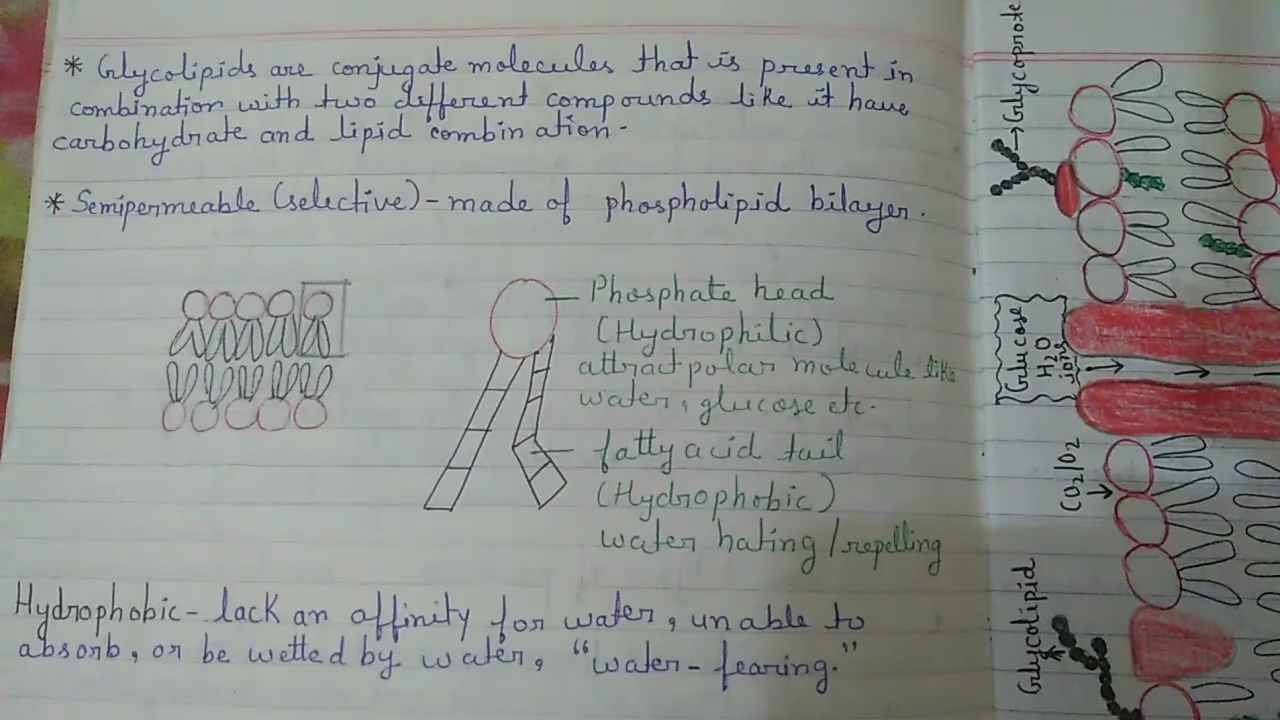 * Glycolipids are conjugate molecules that is present in
combination with two different compounds like it have
carbohydrate and lipid combination.
* Semipermeable (selective) - made of phospholipid bilayer.
Phosphate head
(Hydrophilic)
attract polar molecule like
water, glucose etc.
fatty acid tail
(Hydrophobic)
water hating/repelling
Hydrophobic - lack an affinity for water, unable to
absorb, or be wetted by water, "water-fearing."
→Glycoprote
{Glucose
H2O
ions}
CO2/O2
Glycolipid